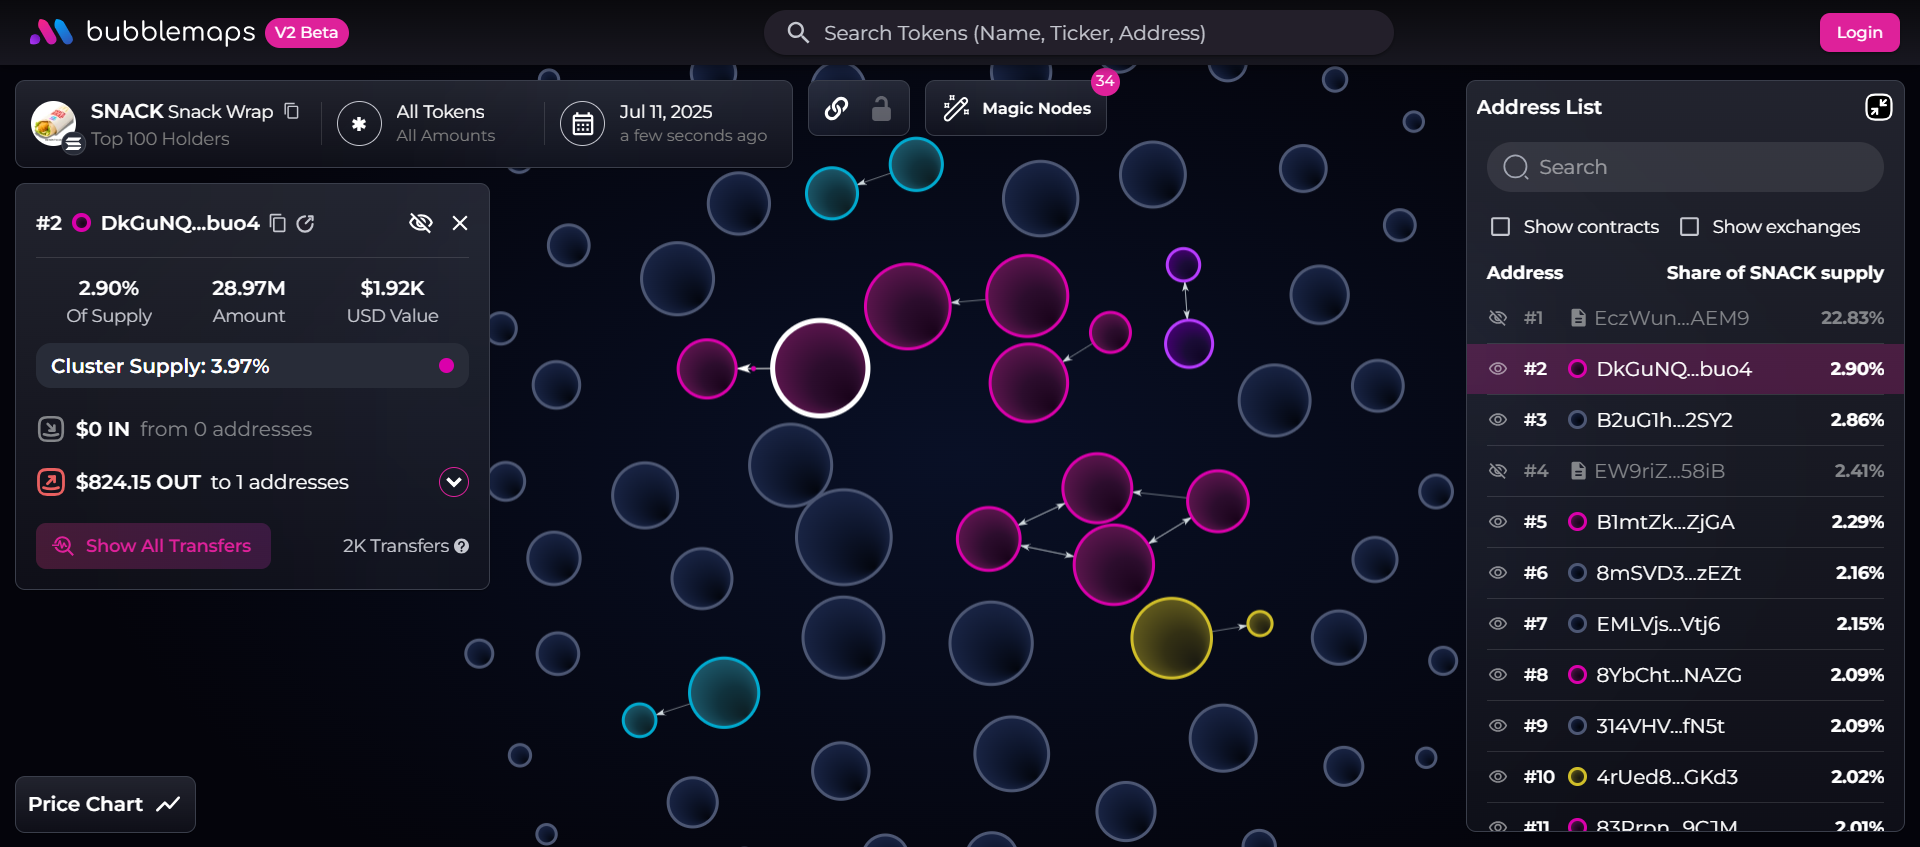 bubblemaps V2 Beta
Search Tokens (Name, Ticker, Address)
Login
SNACK Snack Wrap
Top 100 Holders
All Tokens
All Amounts
Jul 11, 2025
a few seconds ago
34
Magic Nodes
#2 DkGuNQ...buo4
2.90% 28.97M $1.92K
Of Supply Amount USD Value
Cluster Supply: 3.97%
$0 IN from 0 addresses
$824.15 OUT to 1 addresses
Show All Transfers 2K Transfers ?
Price Chart
Address List
Search
Show contracts Show exchanges
Address Share of SNACK supply
#1 EczWun...AEM9 22.83%
#2 DkGuNQ...buo4 2.90%
#3 B2uG1h...2SY2 2.86%
#4 EW9riZ...58iB 2.41%
#5 B1mtZk...ZjGA 2.29%
#6 8mSVD3...zEZt 2.16%
#7 EMLVjs...Vtj6 2.15%
#8 8YbCht...NAZG 2.09%
#9 314VHV...fN5t 2.09%
#10 4rUed8...GKd3 2.02%
#11 2.01%